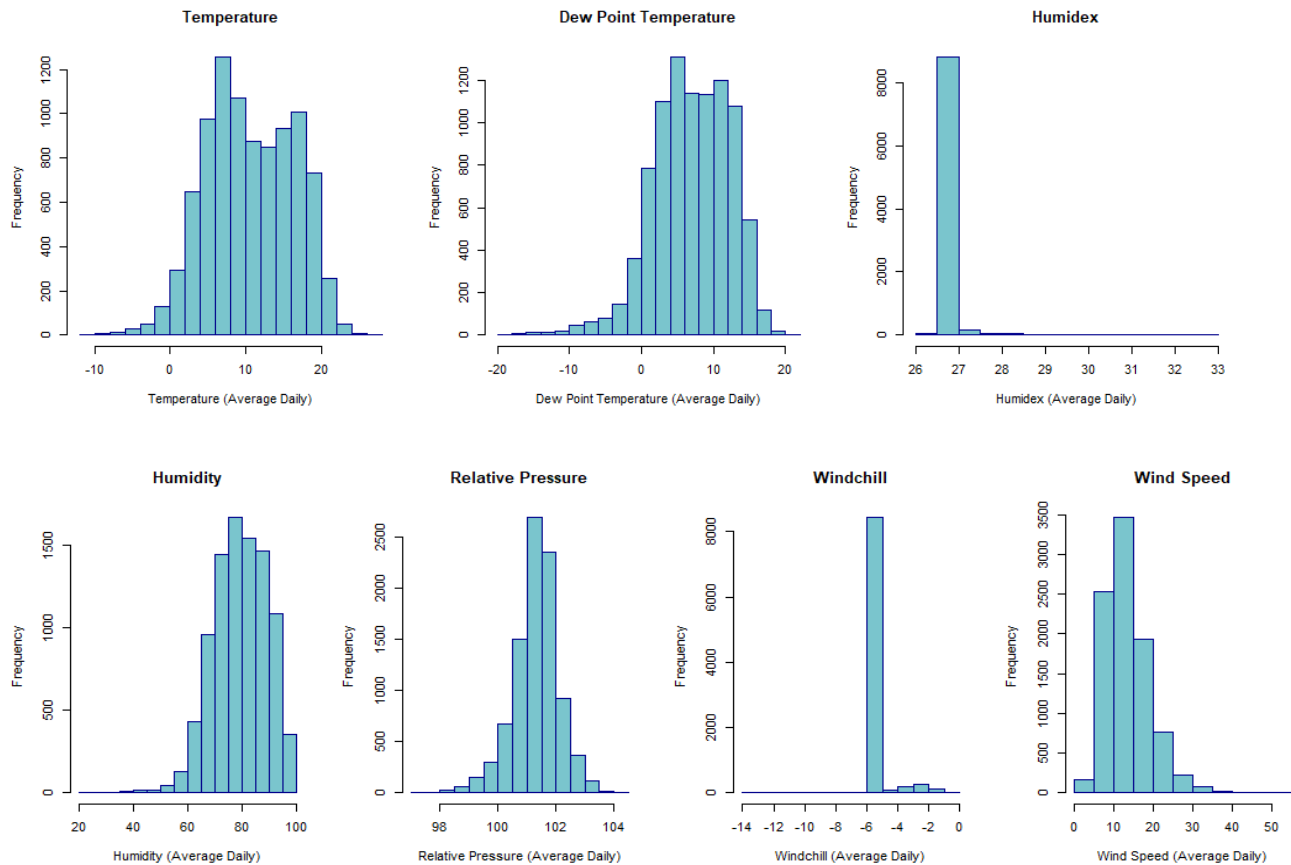 Temperature
Frequency
0 200 400 600 800 1000 1200
-10 0 10 20
Temperature (Average Daily)
Dew Point Temperature
Frequency
0 200 400 600 800 1000 1200
-20 -10 0 10 20
Dew Point Temperature (Average Daily)
Humidex
Frequency
0 2000 4000 6000 8000
26 27 28 29 30 31 32 33
Humidex (Average Daily)
Humidity
Frequency
0 500 1000 1500
20 40 60 80 100
Humidity (Average Daily)
Relative Pressure
Frequency
0 500 1000 1500 2000 2500
98 100 102 104
Relative Pressure (Average Daily)
Windchill
Frequency
0 2000 4000 6000 8000
-14 -12 -10 -8 -6 -4 -2 0
Windchill (Average Daily)
Wind Speed
Frequency
0 500 1000 1500 2000 2500 3000 3500
0 10 20 30 40 50
Wind Speed (Average Daily)